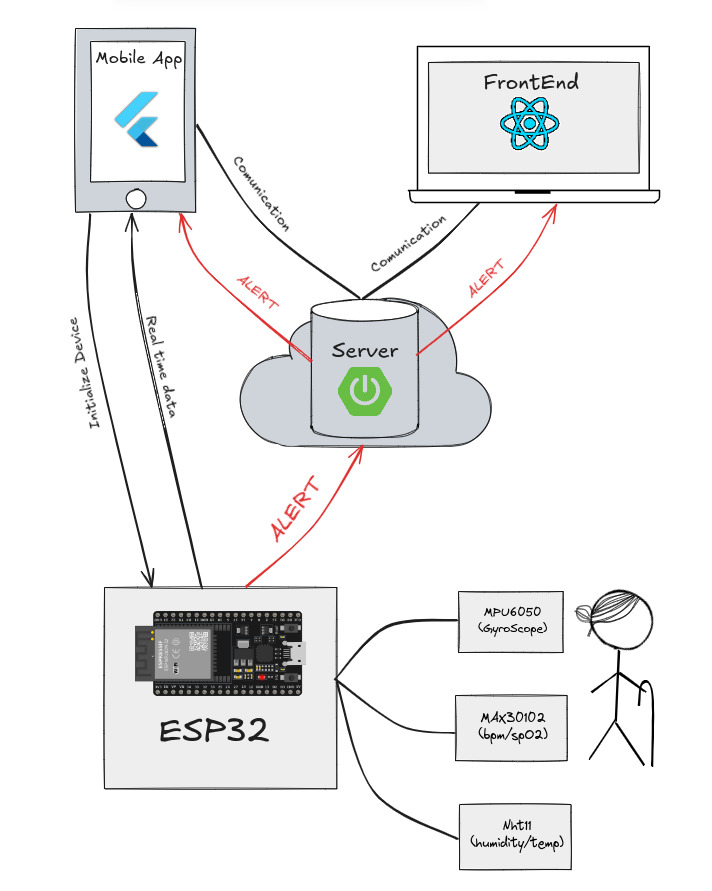 Mobile App
FrontEnd
Comunication
Comunication
ALERT
ALERT
Initialize Device
Real time data
Server
ALERT
ESP32
MPU6050
(GyroScope)
MAX30102
(bpm/spO2)
Nht11
(humidity/temp)